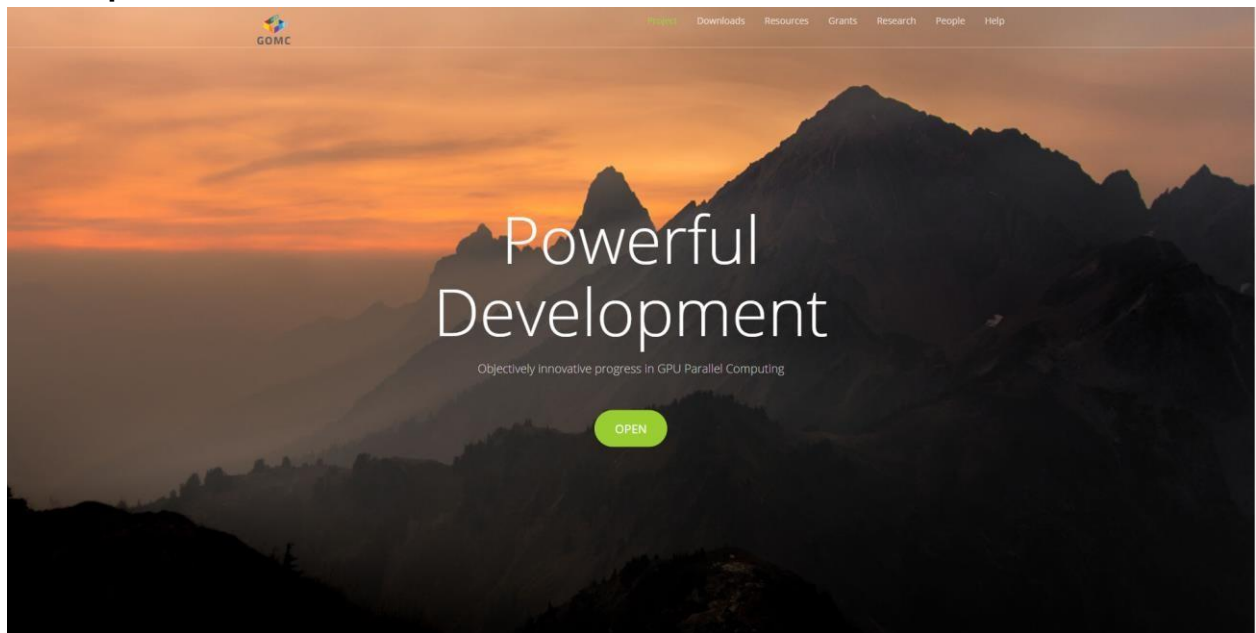 GOMC
Project Downloads Resources Grants Research People Help
Powerful
Development
Objectively Innovative progress in GPU Parallel Computing
OPEN